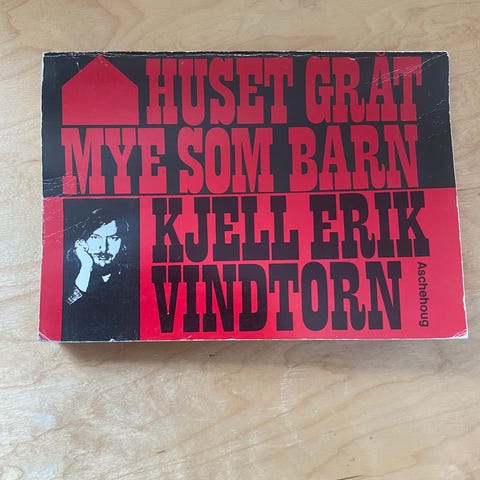 HUSET GRÅT
MYE SOM BARN
KJELL ERIK
VINDTORN
Aschehoug